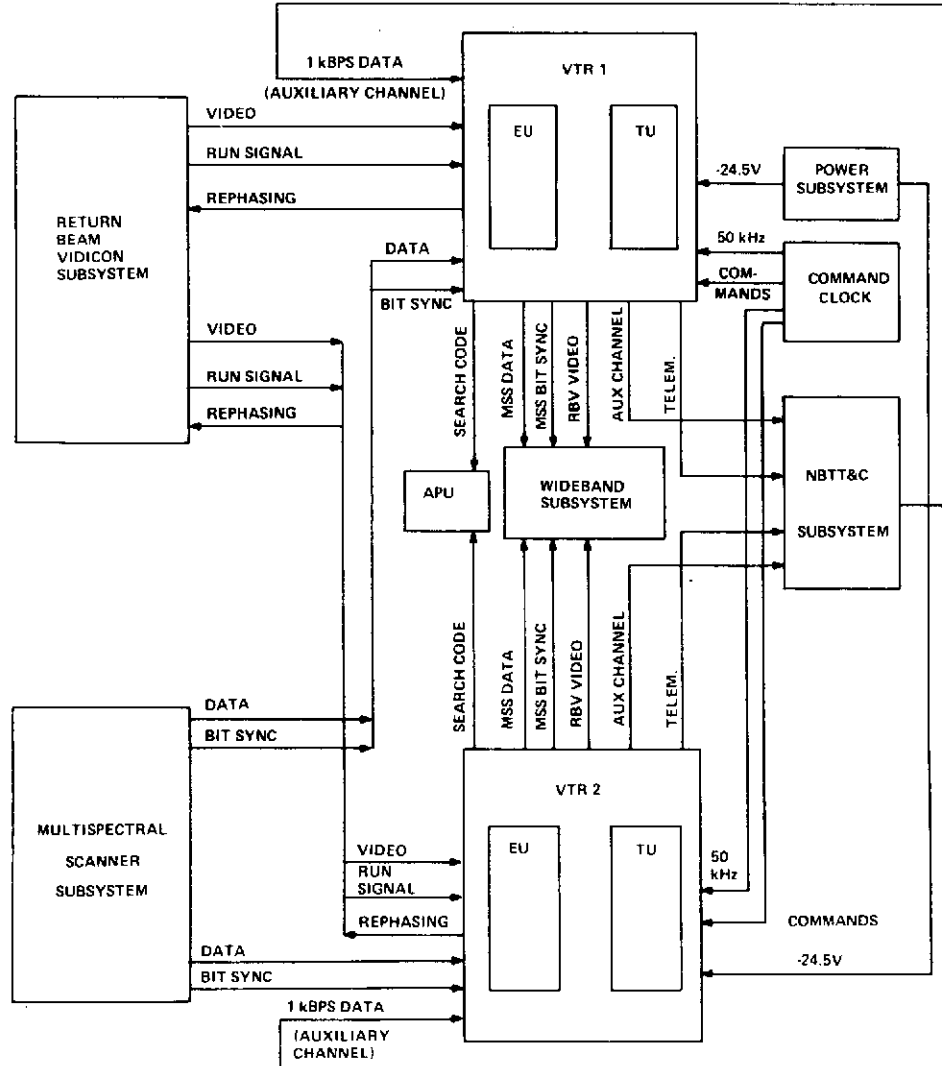 1 kBPS DATA
(AUXILIARY CHANNEL)
VTR 1
EU
TU
VIDEO
RUN SIGNAL
REPHASING
RETURN
BEAM
VIDICON
SUBSYSTEM
DATA
BIT SYNC
-24.5V
POWER
SUBSYSTEM
50 kHz
COM-
MANDS
COMMAND
CLOCK
VIDEO
RUN SIGNAL
REPHASING
SEARCH CODE
MSS DATA
MSS BIT SYNC
RBV VIDEO
AUX CHANNEL
TELEM.
APU
WIDEBAND
SUBSYSTEM
NBTT&C
SUBSYSTEM
SEARCH CODE
MSS DATA
MSS BIT SYNC
RBV VIDEO
AUX CHANNEL
TELEM.
DATA
BIT SYNC
MULTISPECTRAL
SCANNER
SUBSYSTEM
VTR 2
EU
TU
VIDEO
RUN
SIGNAL
REPHASING
DATA
BIT SYNC
50
kHz
COMMANDS
-24.5V
1 kBPS DATA
(AUXILIARY
CHANNEL)